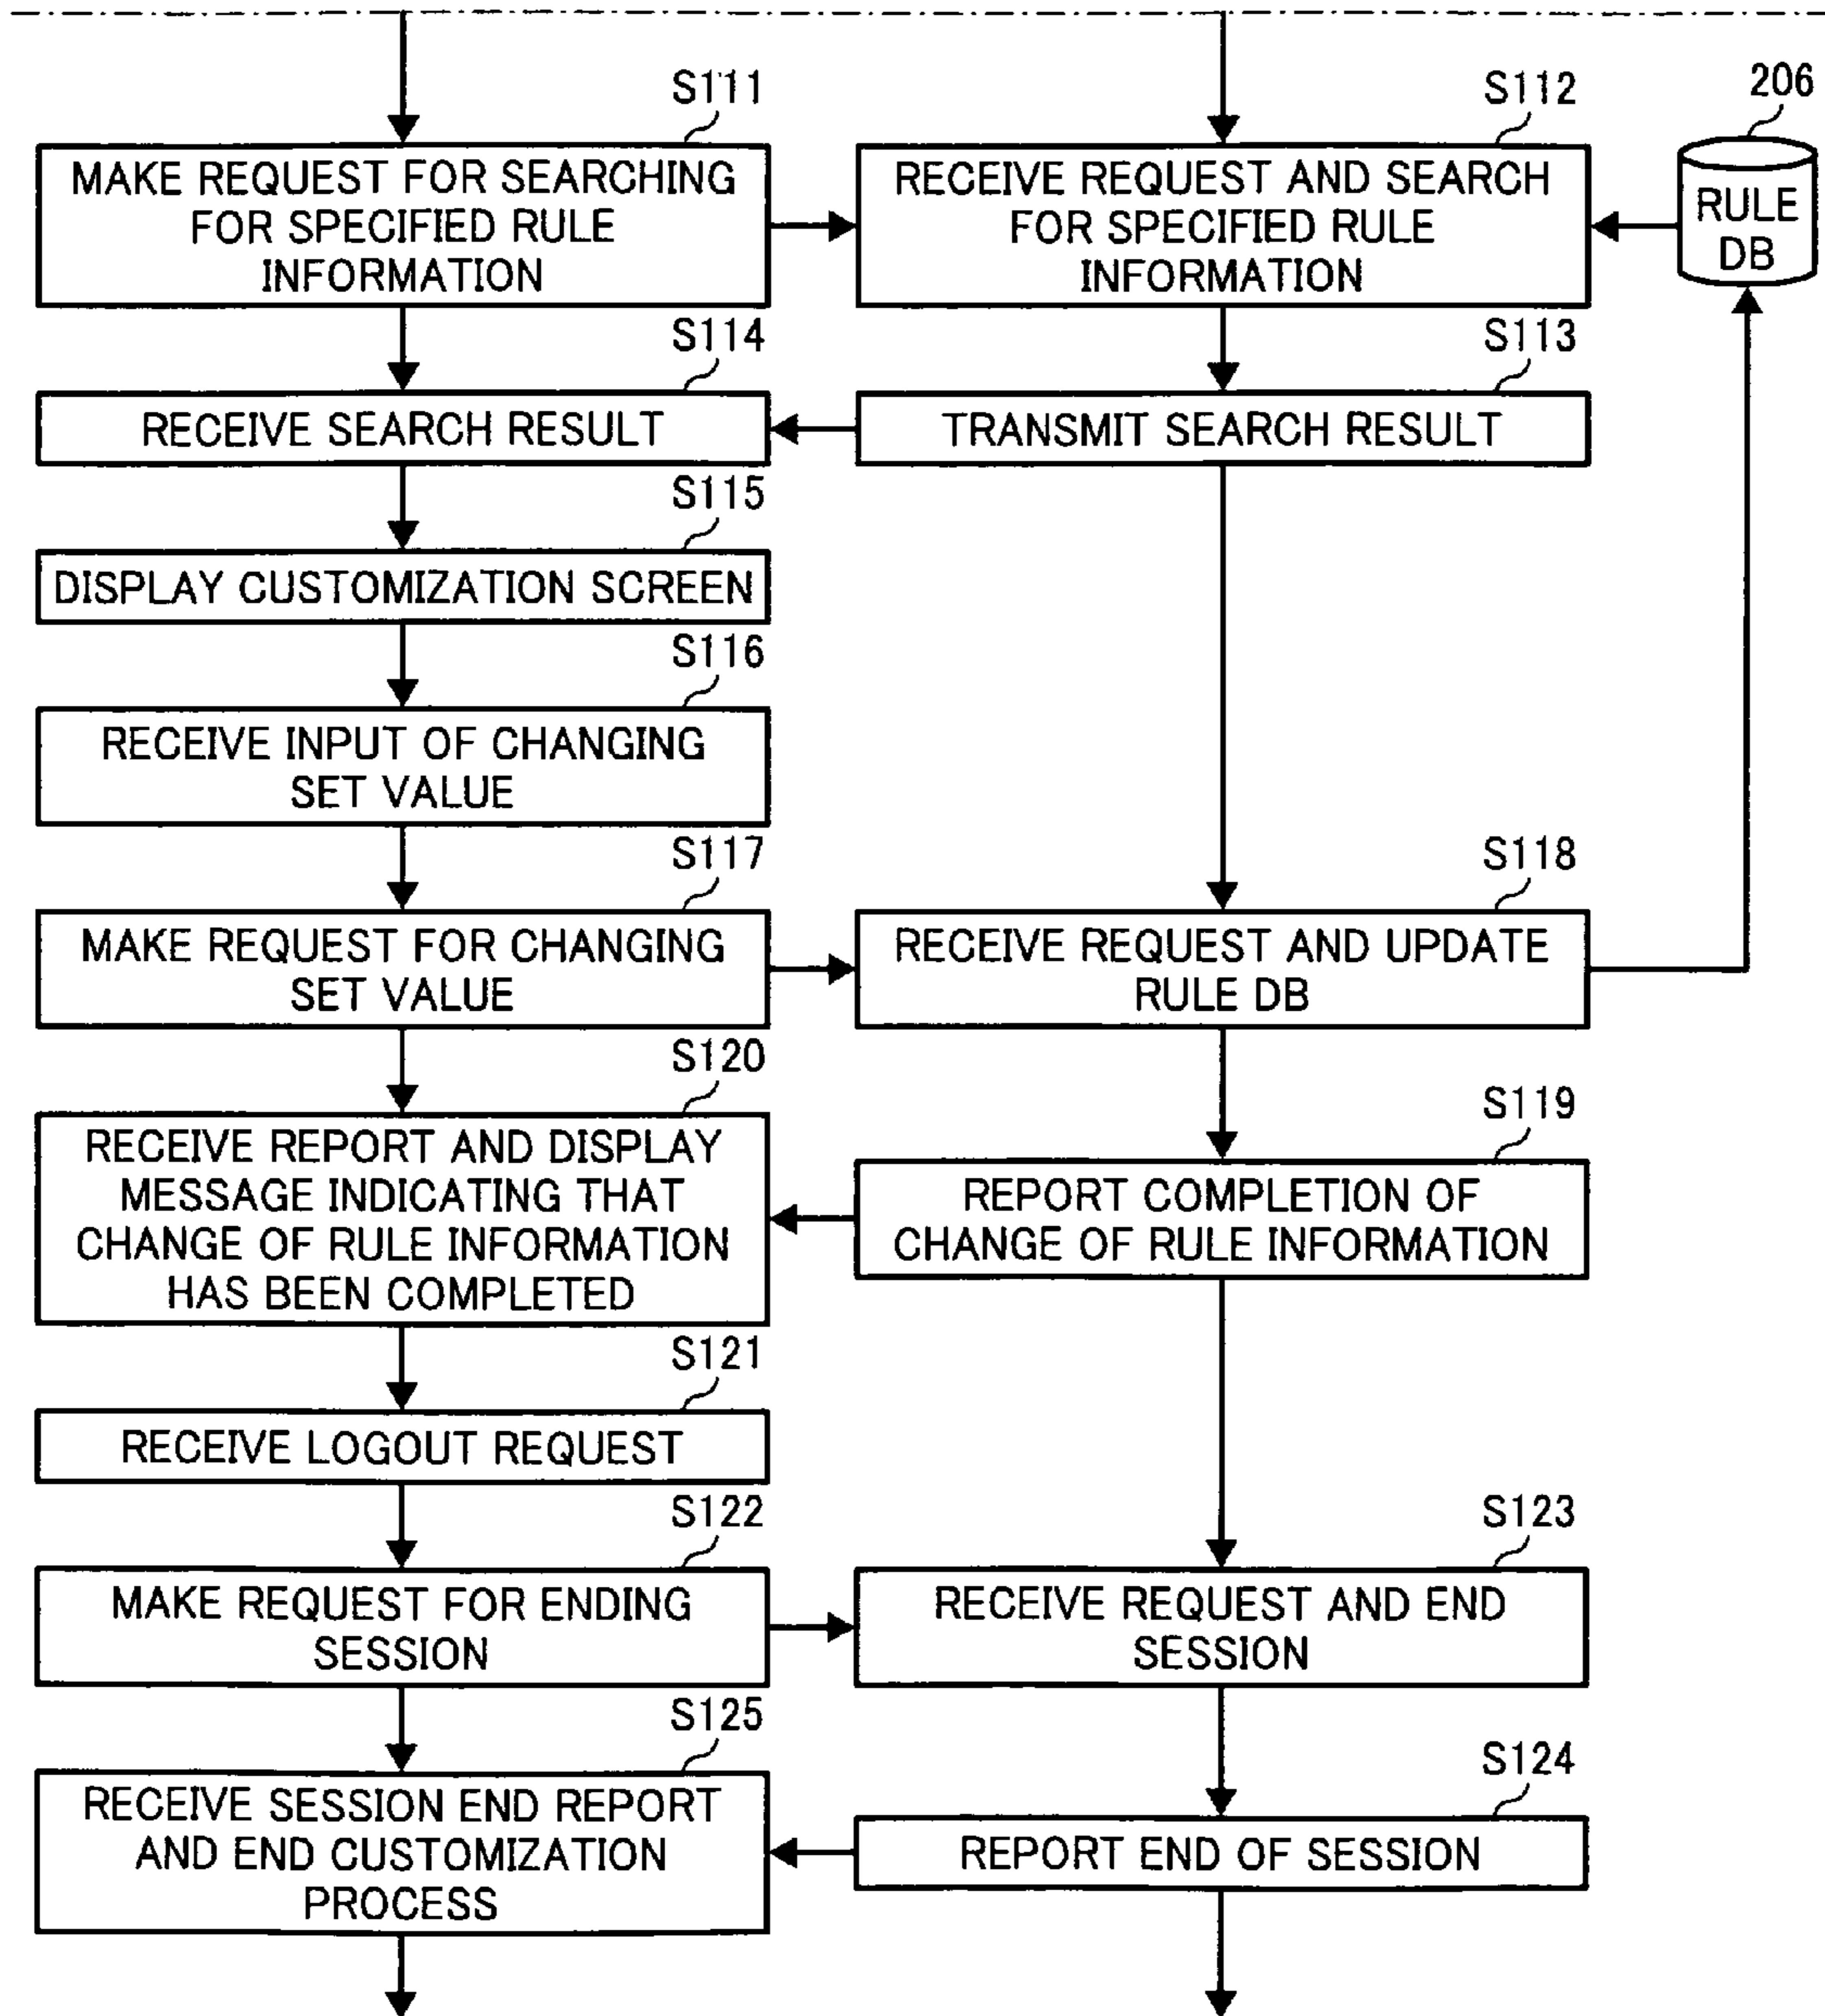 S111
S112
206
MAKE REQUEST FOR SEARCHING
FOR SPECIFIED RULE
INFORMATION
RECEIVE REQUEST AND SEARCH
FOR SPECIFIED RULE
INFORMATION
RULE
DB
S114
S113
RECEIVE SEARCH RESULT
TRANSMIT SEARCH RESULT
S115
DISPLAY CUSTOMIZATION SCREEN
S116
RECEIVE INPUT OF CHANGING
SET VALUE
S117
S118
MAKE REQUEST FOR CHANGING
SET VALUE
RECEIVE REQUEST AND UPDATE
RULE DB
S120
S119
RECEIVE REPORT AND DISPLAY
MESSAGE INDICATING THAT
CHANGE OF RULE INFORMATION
HAS BEEN COMPLETED
REPORT COMPLETION OF
CHANGE OF RULE INFORMATION
S121
RECEIVE LOGOUT REQUEST
S122
S123
MAKE REQUEST FOR ENDING
SESSION
RECEIVE REQUEST AND END
SESSION
S125
S124
RECEIVE SESSION END REPORT
AND END CUSTOMIZATION
PROCESS
REPORT END OF SESSION